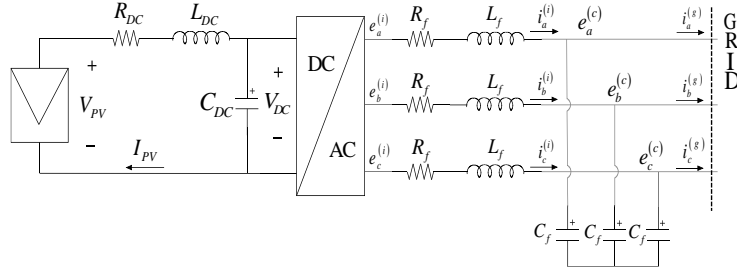 R_DC L_DC e_a^(i) R_f L_f i_a^(i) e_a^(c) i_a^(g) GRID
+ + + DC
V_PV C_DC V_DC e_b^(i) R_f L_f i_b^(i) e_b^(c) i_b^(g)
− − AC
I_PV e_c^(i) R_f L_f i_c^(i) e_c^(c) i_c^(g)
C_f + C_f + C_f +